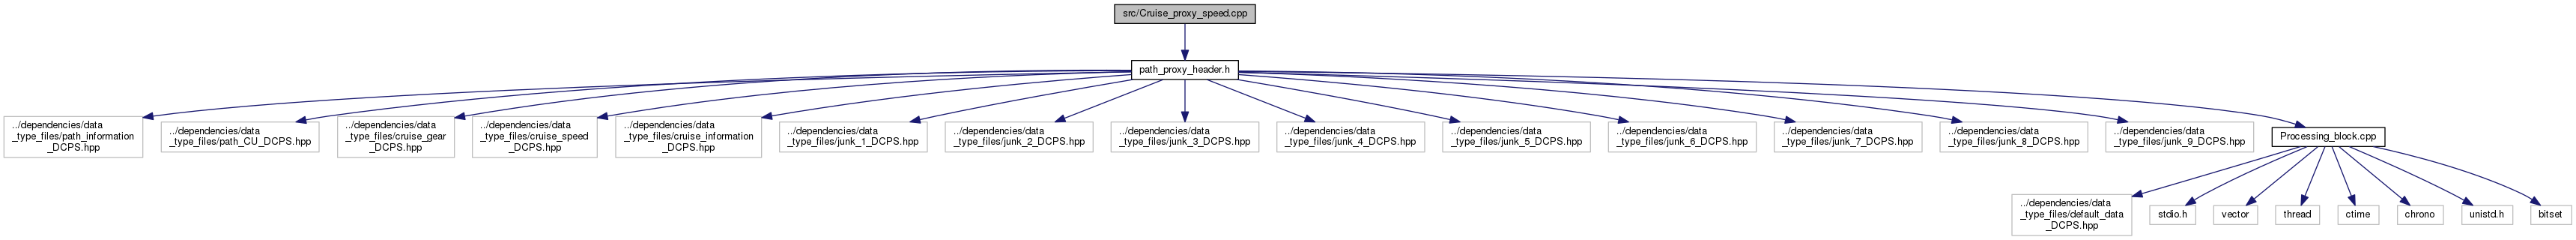 src/Cruise_proxy_speed.cpp
path_proxy_header.h
../dependencies/data
_type_files/path_information
_DCPS.hpp
../dependencies/data
_type_files/path_CU_DCPS.hpp
../dependencies/data
_type_files/cruise_gear
_DCPS.hpp
../dependencies/data
_type_files/cruise_speed
_DCPS.hpp
../dependencies/data
_type_files/cruise_information
_DCPS.hpp
../dependencies/data
_type_files/junk_1_DCPS.hpp
../dependencies/data
_type_files/junk_2_DCPS.hpp
../dependencies/data
_type_files/junk_3_DCPS.hpp
../dependencies/data
_type_files/junk_4_DCPS.hpp
../dependencies/data
_type_files/junk_5_DCPS.hpp
../dependencies/data
_type_files/junk_6_DCPS.hpp
../dependencies/data
_type_files/junk_7_DCPS.hpp
../dependencies/data
_type_files/junk_8_DCPS.hpp
../dependencies/data
_type_files/junk_9_DCPS.hpp
Processing_block.cpp
../dependencies/data
_type_files/default_data
_DCPS.hpp
stdio.h
vector
thread
ctime
chrono
unistd.h
bitset